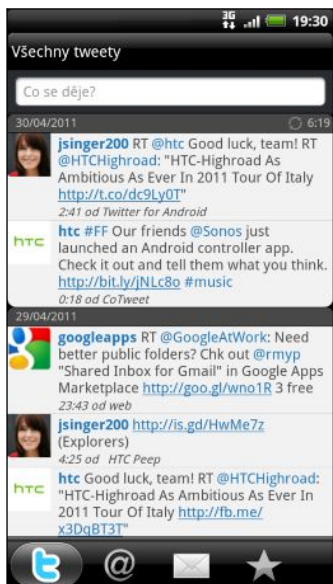 3G 19:30
Všechny tweety
Co se děje?
30/04/2011 6:19
jsinger200 RT @htc Good luck, team! RT
@HTCHighroad: "HTC-Highroad As
Ambitious As Ever In 2011 Tour Of Italy
http://t.co/dc9Ly0T"
2:41 od Twitter for Android
hTC
htc #FF Our friends @Sonos just
launched an Android controller app.
Check it out and tell them what you think.
http://bit.ly/jNLc8o #music
0:18 od CoTweet
29/04/2011
googleapps RT @GoogleAtWork: Need
better public folders? Chk out @rmyp
"Shared Inbox for Gmail" in Google Apps
Marketplace http://goo.gl/wno1R 3 free
23:43 od web
jsinger200 http://is.gd/HwMe7z
(Explorers)
4:25 od HTC Peep
hTC
htc Good luck, team! RT @HTCHighroad:
"HTC-Highroad As Ambitious As Ever In
2011 Tour Of Italy http://fb.me/
x3DqBT3T"
@